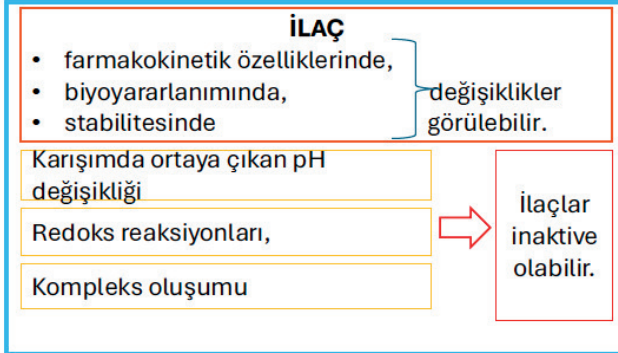 İLAÇ
• farmakokinetik özelliklerinde,
• biyoyararlanımında,
• stabilitesinde
değişiklikler
görülebilir.
Karışımda ortaya çıkan pH
değişikliği
Redoks reaksiyonları,
Kompleks oluşumu
İlaçlar
inaktive
olabilir.